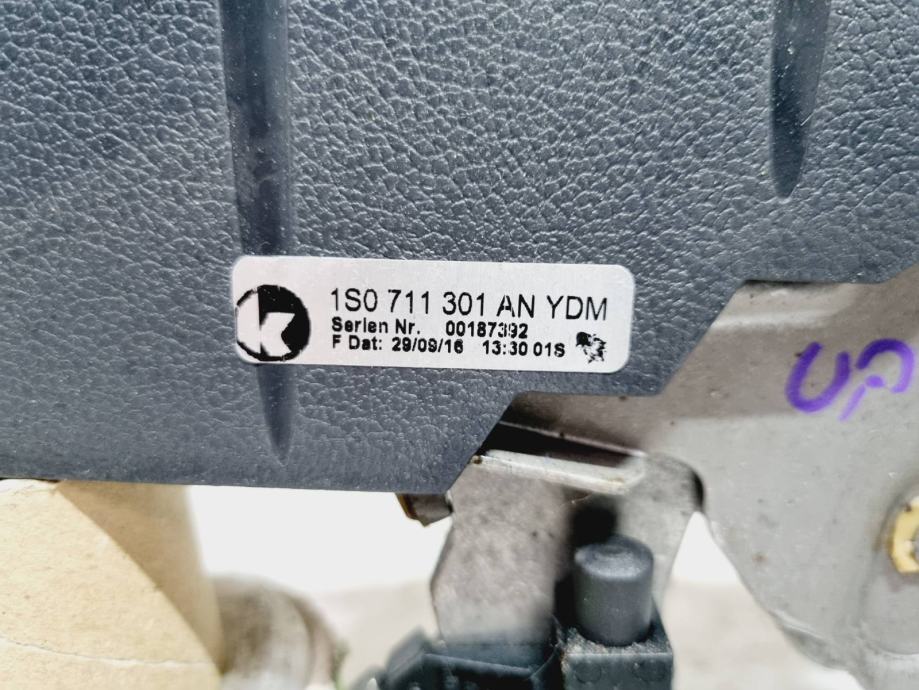 K
1S0 711 301 AN YDM
Serien Nr. 00187392
F Dat: 29/09/16 13:30 01S
UP